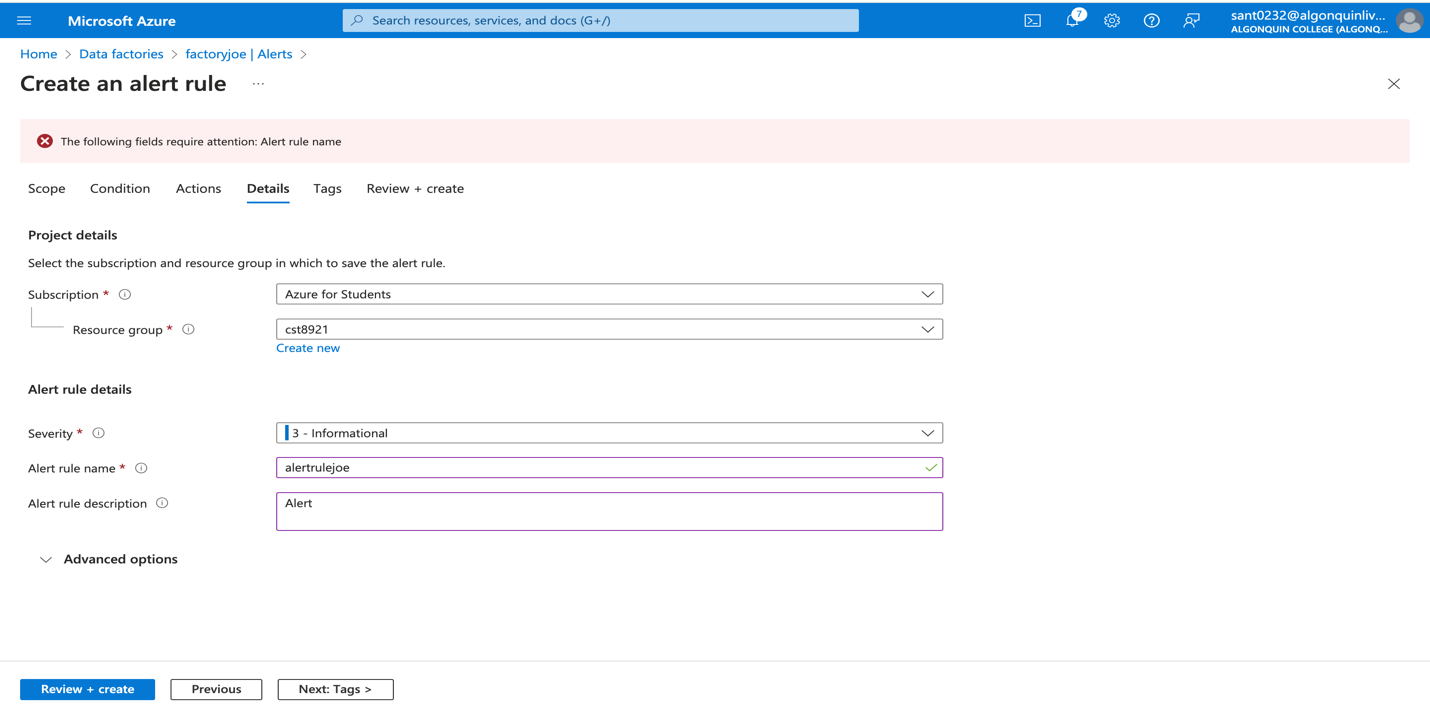 Microsoft Azure
Search resources, services, and docs (G+/)
7
sant0232@algonquinliv...
ALGONQUIN COLLEGE (ALGONQ...
Home > Data factories > factoryjoe | Alerts >
Create an alert rule ...
The following fields require attention: Alert rule name
Scope Condition Actions Details Tags Review + create
Project details
Select the subscription and resource group in which to save the alert rule.
Subscription * Azure for Students
Resource group * cst8921
Create new
Alert rule details
Severity * 3 - Informational
Alert rule name * alertrulejoe
Alert rule description Alert
Advanced options
Review + create Previous Next: Tags >